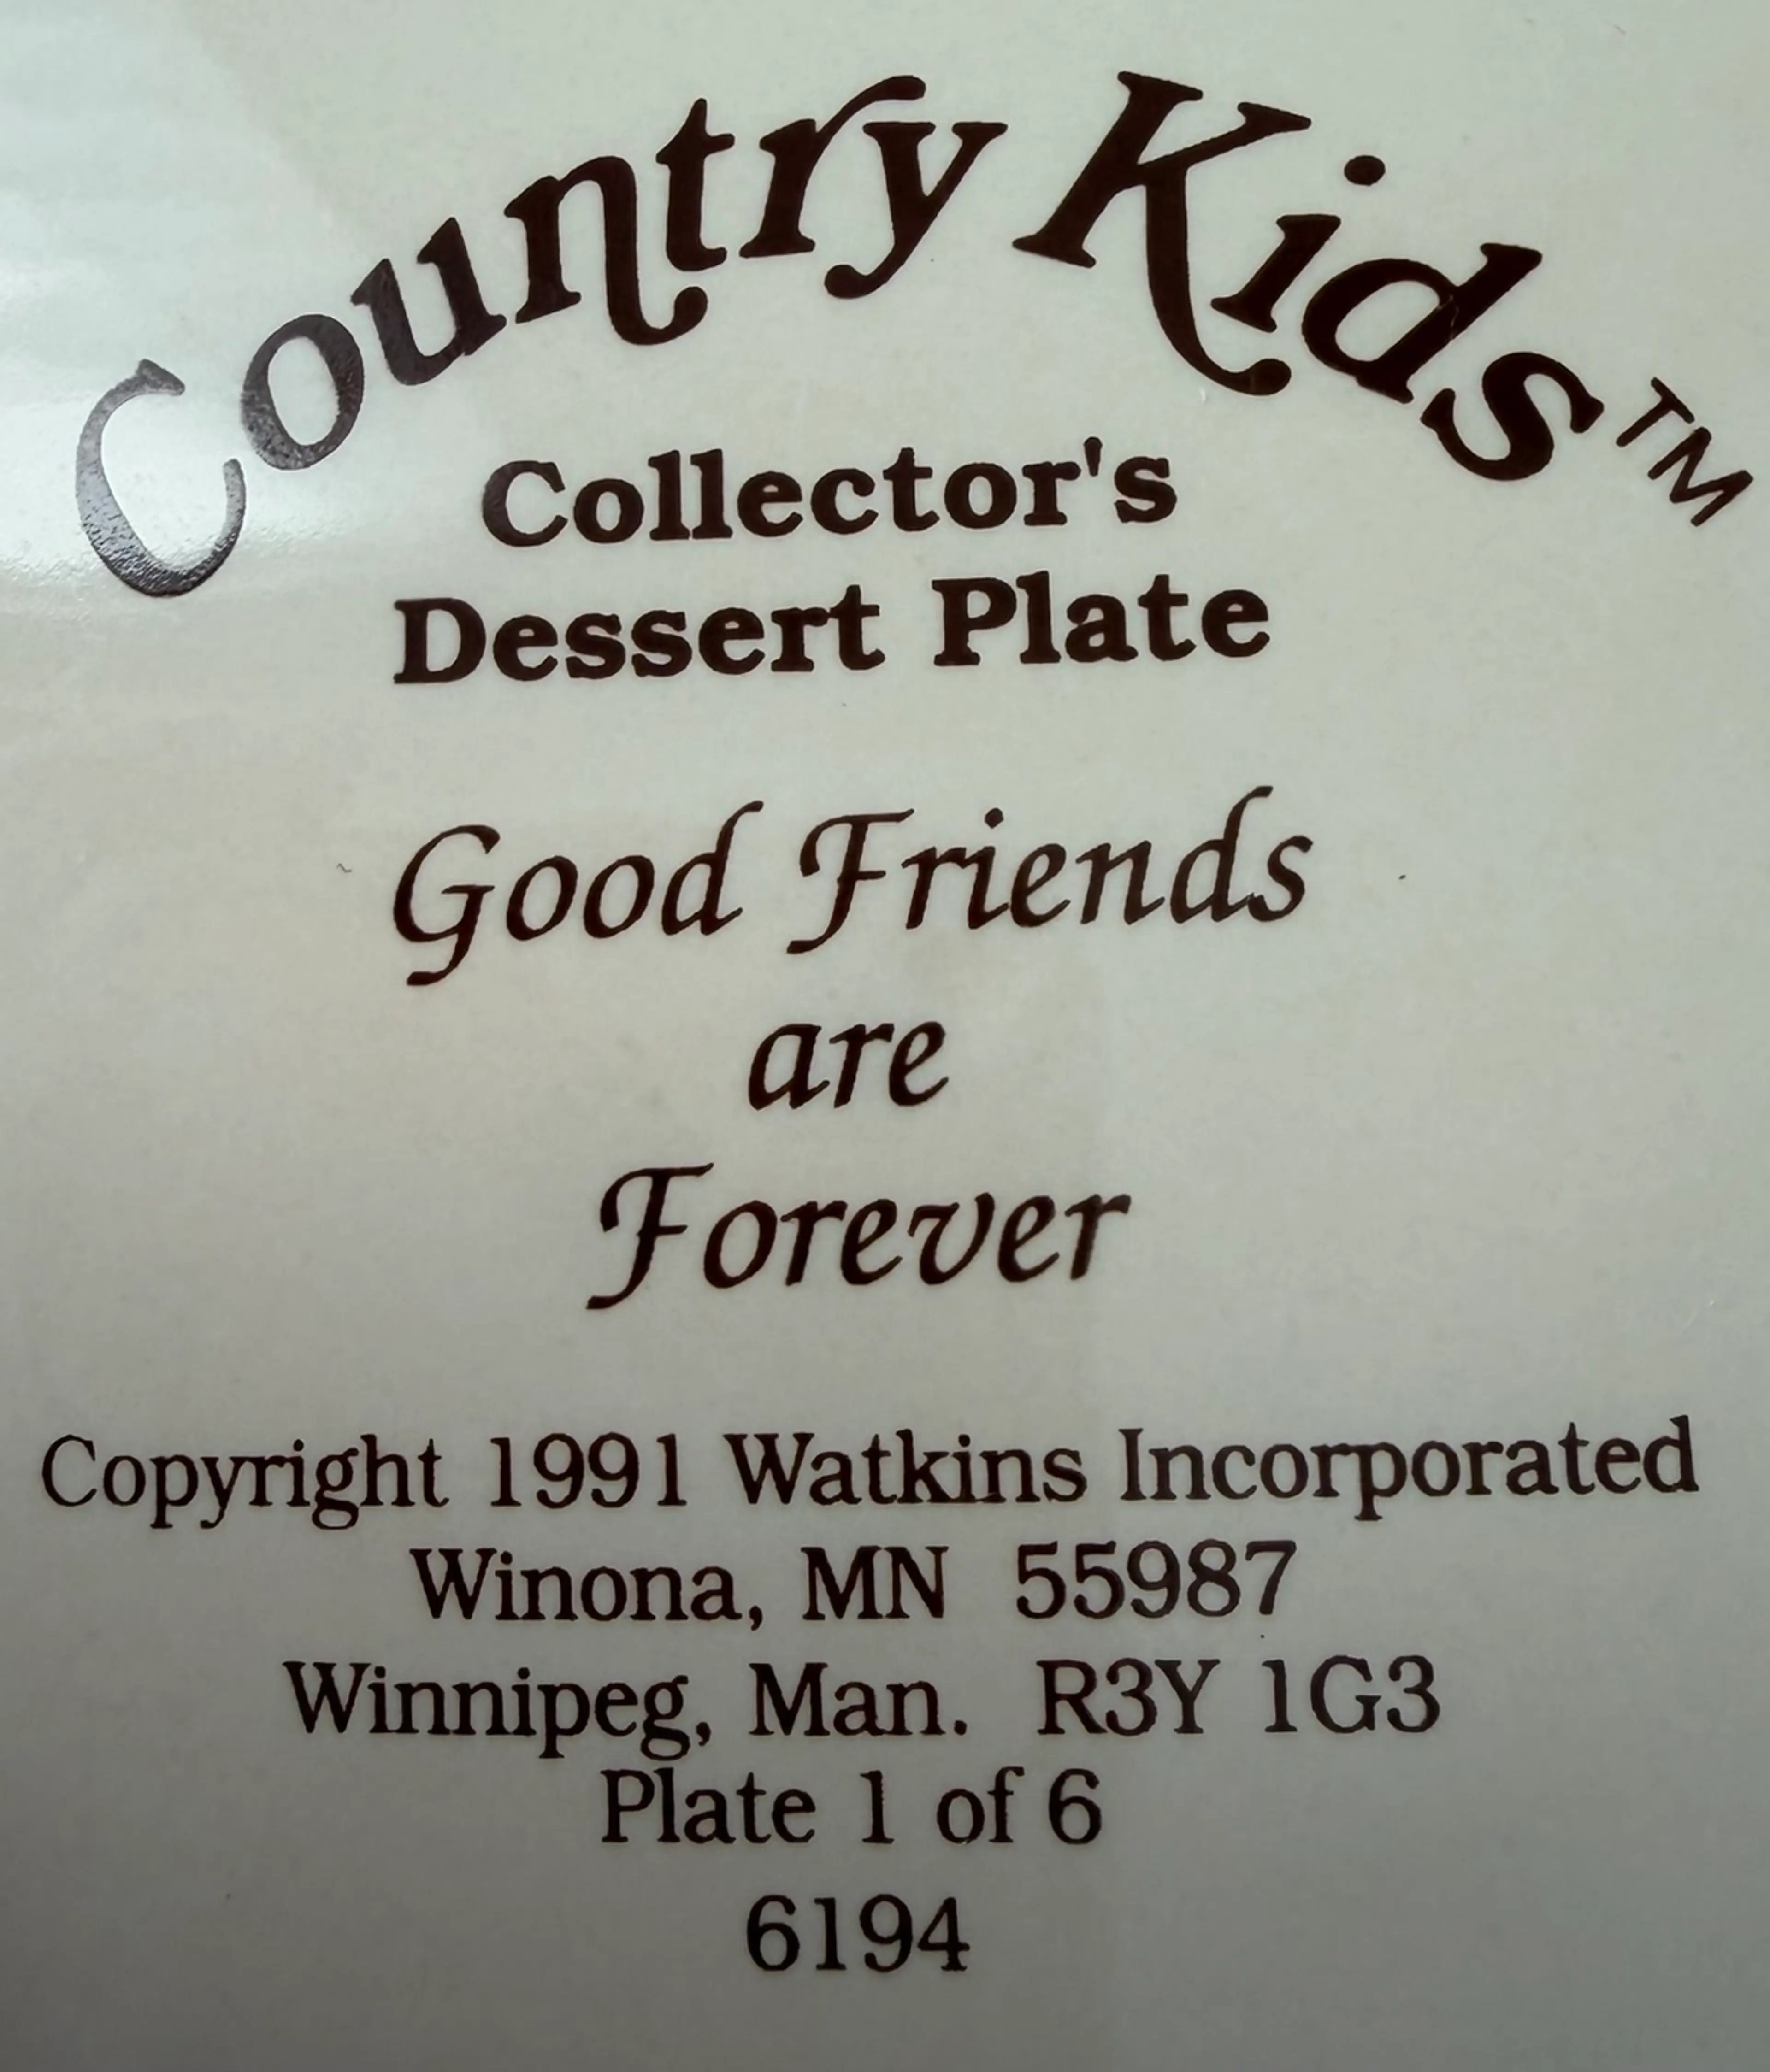 Country Kids™
Collector's
Dessert Plate
Good Friends
are
Forever
Copyright 1991 Watkins Incorporated
Winona, MN 55987
Winnipeg, Man. R3Y 1G3
Plate 1 of 6
6194